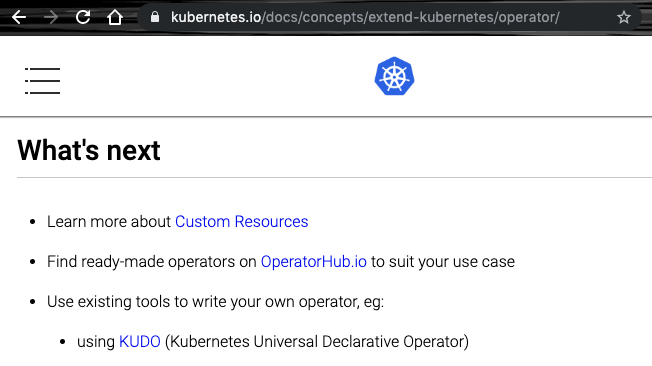 kubernetes.io/docs/concepts/extend-kubernetes/operator/
What's next
Learn more about Custom Resources
Find ready-made operators on OperatorHub.io to suit your use case
Use existing tools to write your own operator, eg:
using KUDO (Kubernetes Universal Declarative Operator)